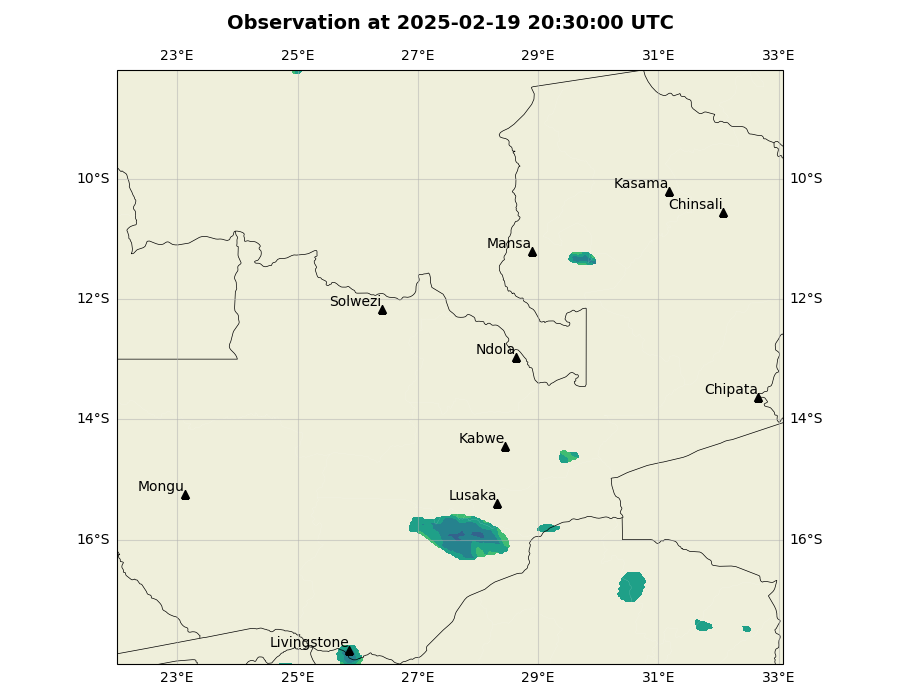 Observation at 2025-02-19 20:30:00 UTC
23°E 25°E 27°E 29°E 31°E 33°E
10°S 10°S
Kasama
Chinsali
Mansa
12°S 12°S
Solwezi
Ndola
Chipata
14°S 14°S
Kabwe
Mongu
Lusaka
16°S 16°S
Livingstone
23°E 25°E 27°E 29°E 31°E 33°E